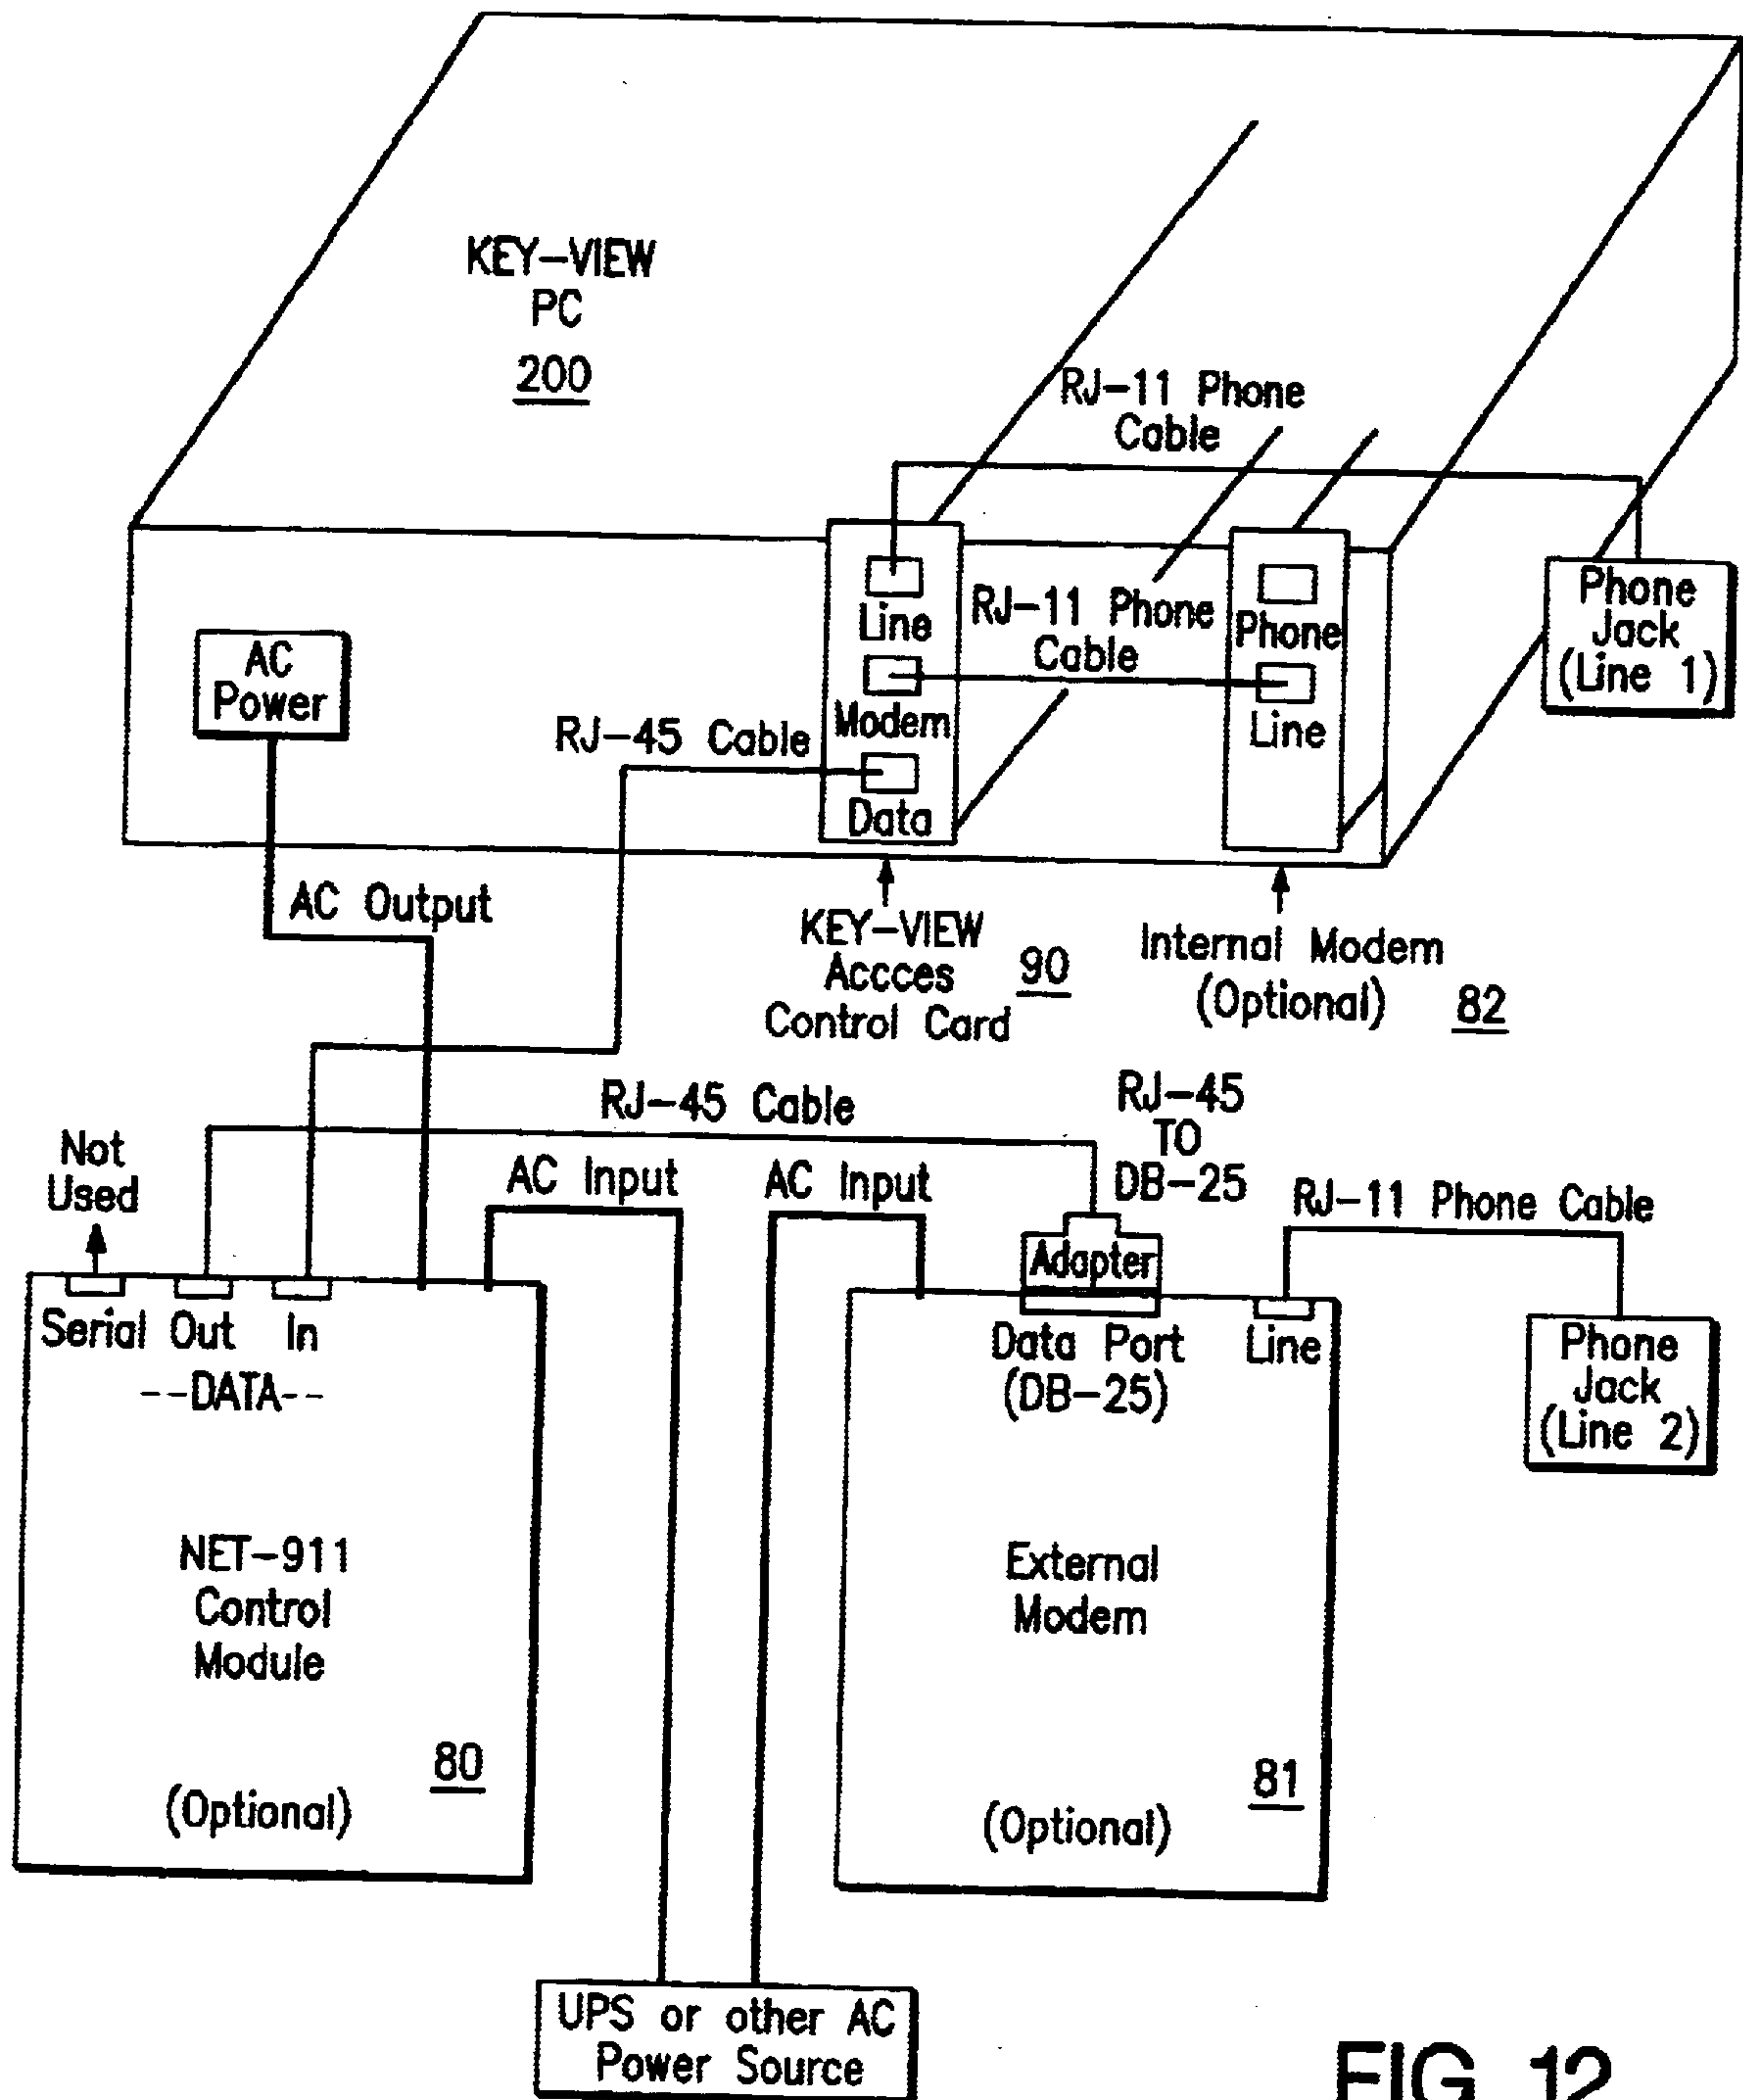 KEY-VIEW
PC
200
RJ-11 Phone
Cable
Line
Modem
Data
RJ-11 Phone
Cable
Phone
Line
Phone
Jack
(Line 1)
AC
Power
RJ-45 Cable
AC Output
KEY-VIEW
Accces
Control Card
90
Internal Modem
(Optional)
82
RJ-45 Cable
RJ-45
TO
DB-25
Not
Used
AC Input
AC Input
RJ-11 Phone Cable
Adapter
Serial Out In
--DATA--
Data Port
(DB-25)
Line
Phone
Jack
(Line 2)
NET-911
Control
Module
80
(Optional)
External
Modem
81
(Optional)
UPS or other AC
Power Source
FIG. 12